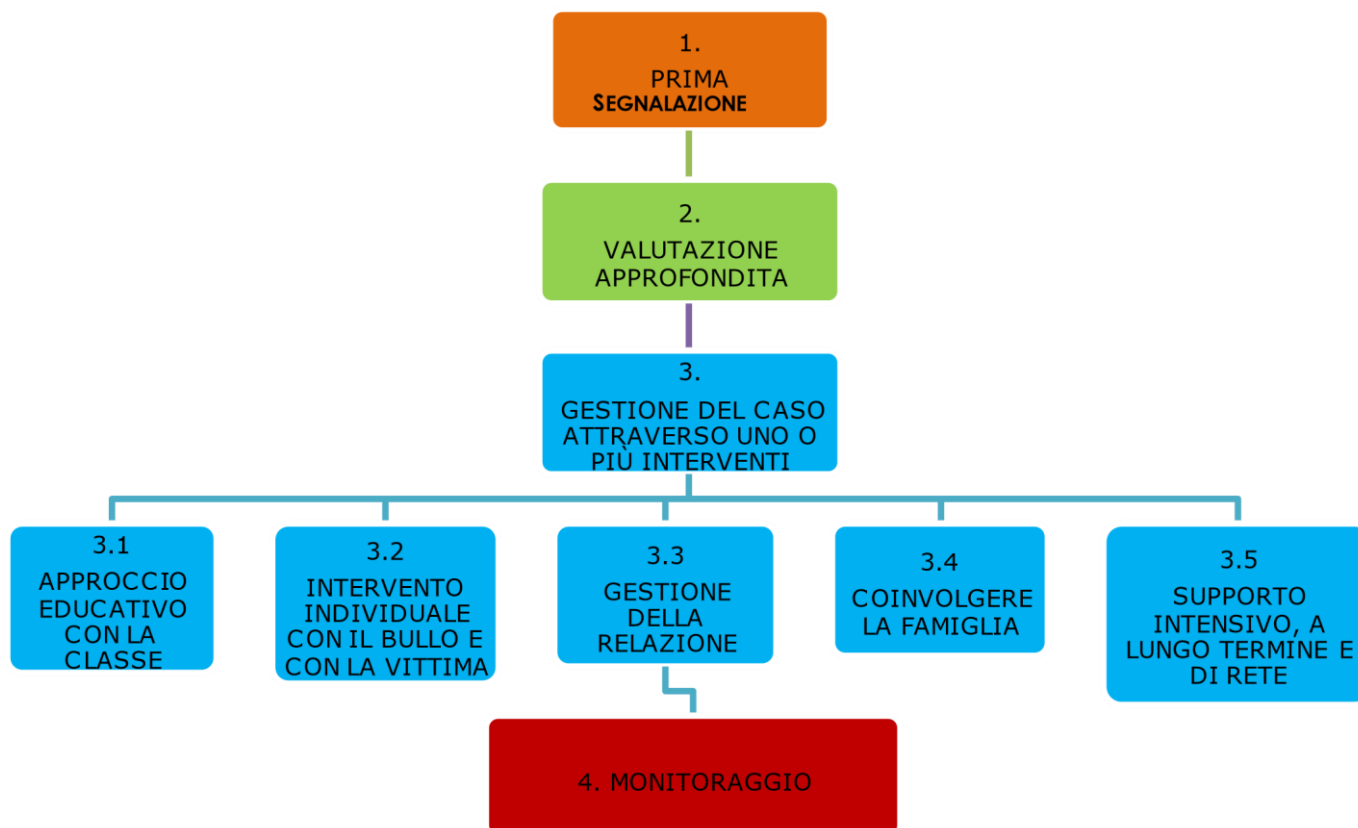 1.
PRIMA
SEGNALAZIONE
2.
VALUTAZIONE
APPROFONDITA
3.
GESTIONE DEL CASO
ATTRAVERSO UNO O
PIÙ INTERVENTI
3.1
APPROCCIO
EDUCATIVO
CON LA
CLASSE
3.2
INTERVENTO
INDIVIDUALE
CON IL BULLO E
CON LA VITTIMA
3.3
GESTIONE
DELLA
RELAZIONE
3.4
COINVOLGERE
LA FAMIGLIA
3.5
SUPPORTO
INTENSIVO, A
LUNGO TERMINE E
DI RETE
4. MONITORAGGIO